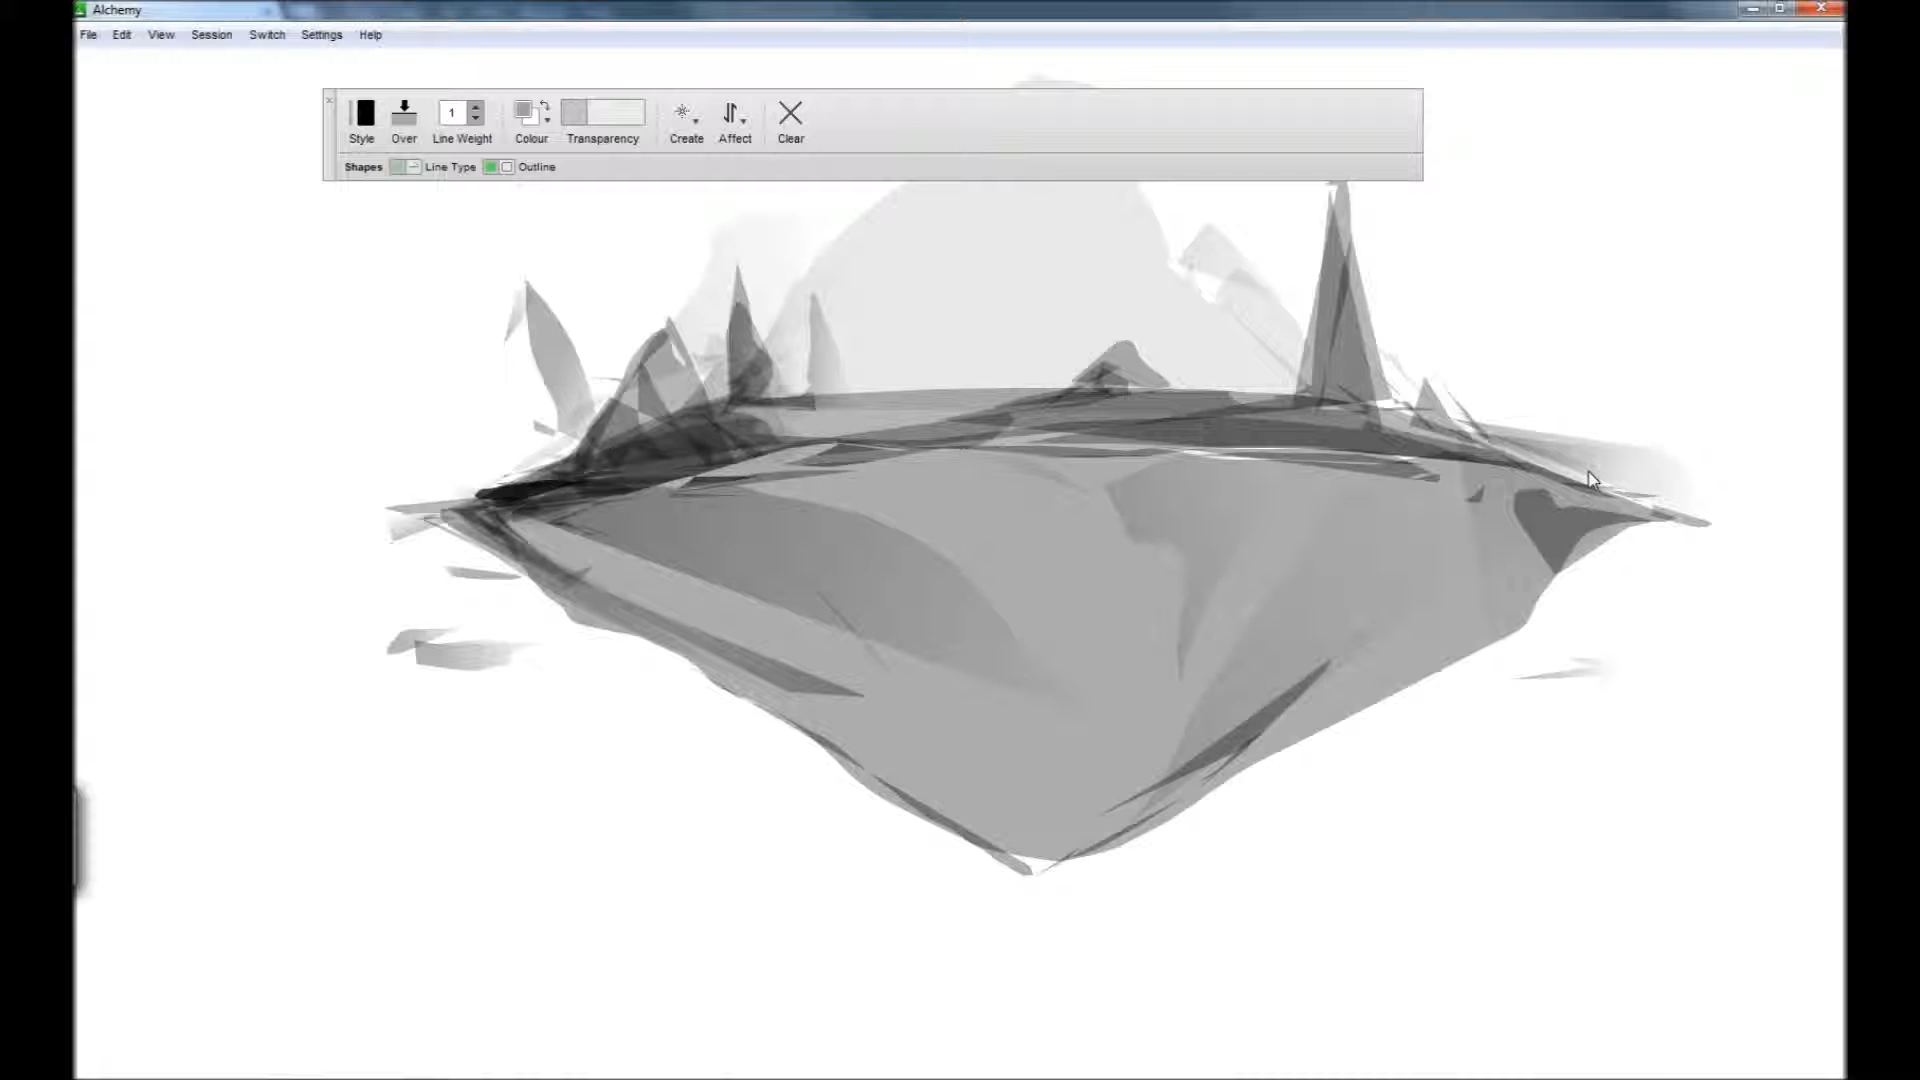 Alchemy
File Edit View Session Switch Settings Help
1
Style Over Line Weight Colour Transparency Create Affect Clear
Shapes Line Type Outline